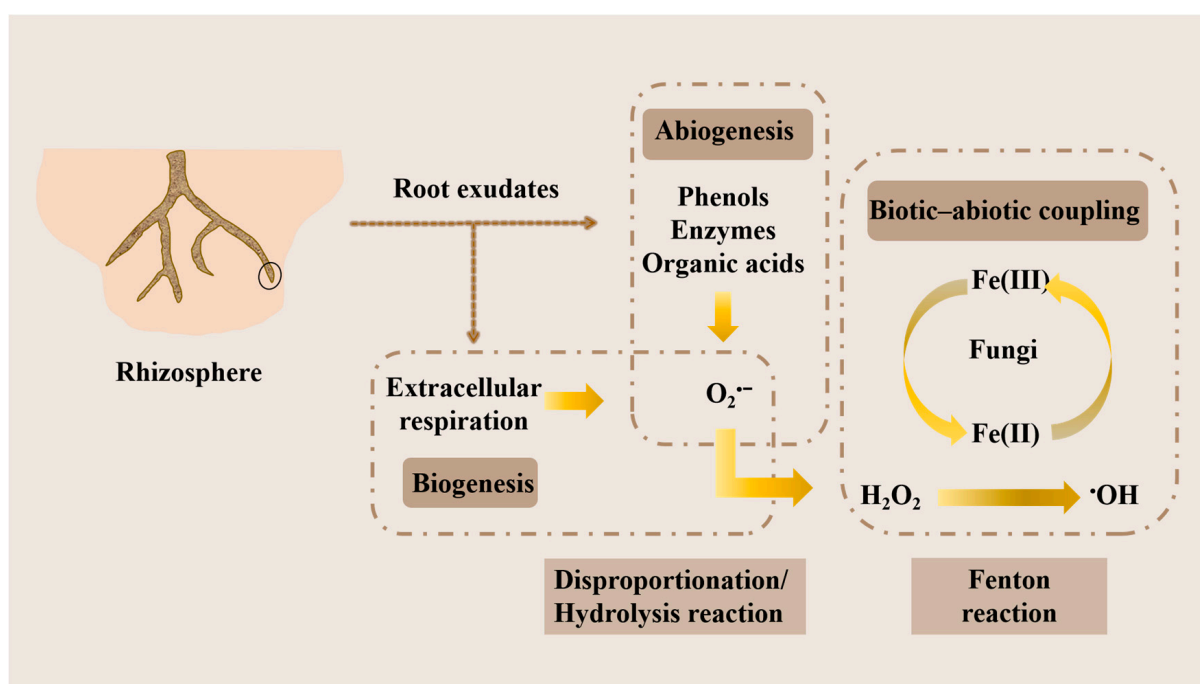 Rhizosphere
Root exudates
Abiogenesis
Phenols
Enzymes
Organic acids
O₂·⁻
Extracellular
respiration
Biogenesis
Biotic–abiotic coupling
Fe(III)
Fungi
Fe(II)
H₂O₂
·OH
Disproportionation/
Hydrolysis reaction
Fenton
reaction